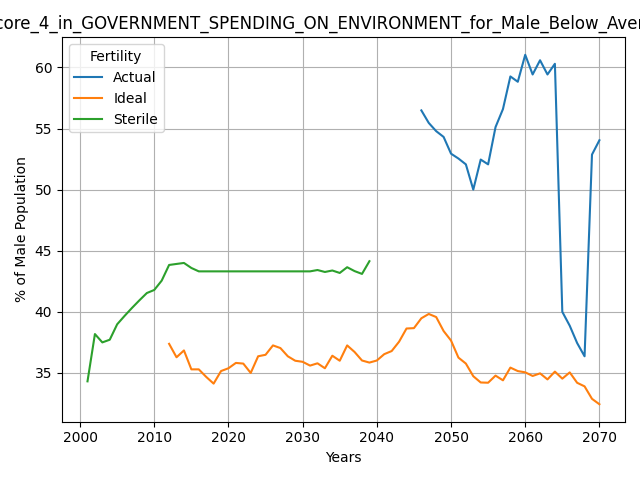 core_4_in_GOVERNMENT_SPENDING_ON_ENVIRONMENT_for_Male_Below_Aver
Fertility
Actual
Ideal
Sterile
% of Male Population
60
55
50
45
40
35
2000 2010 2020 2030 2040 2050 2060 2070
Years